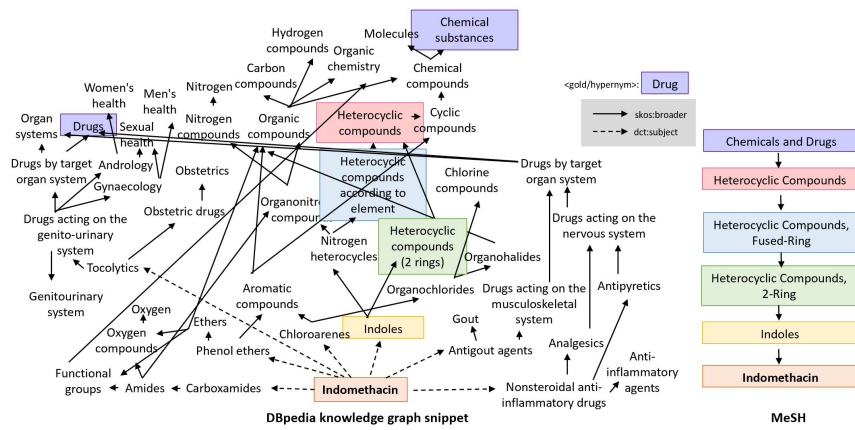 Hydrogen
compounds
Molecules
Chemical
substances
Organic
chemistry
Carbon
compounds
Chemical
compounds
<gold/hypernym>:
Drug
skos:broader
dct:subject
Women's
health
Men's
health
Nitrogen
Organ
systems
Drugs
Sexual
health
Nitrogen
compounds
Organic
compounds
Heterocyclic
compounds
Cyclic
compounds
Drugs by target
organ system
Andrology
Gynaecology
Obstetrics
Heterocyclic
compounds
according to
element
Chlorine
compounds
Drugs by target
organ system
Drugs acting on the
genito-urinary
system
Obstetric drugs
Organonitro
compou
Nitrogen
heterocycles
Heterocyclic
compounds
(2 rings)
Organohalides
Drugs acting on the
nervous system
Tocolytics
Genitourinary
system
Aromatic
compounds
Organochlorides
Drugs acting on the
musculoskeletal
system
Antipyretics
Oxygen
Oxygen
compounds
Ethers
Phenol ethers
Chloroarenes
Indoles
Gout
Antigout agents
Analgesics
Anti-
inflammatory
agents
Functional
groups
Amides
Carboxamides
Indomethacin
Nonsteroidal anti-
inflammatory drugs
DBpedia knowledge graph snippet
Chemicals and Drugs
Heterocyclic Compounds
Heterocyclic Compounds,
Fused-Ring
Heterocyclic Compounds,
2-Ring
Indoles
Indomethacin
MeSH